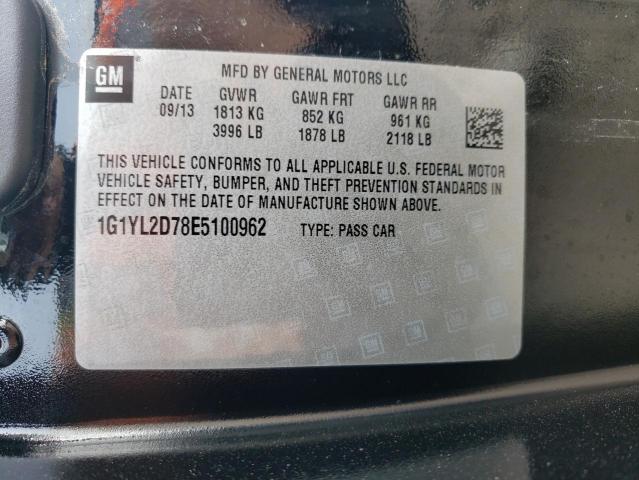 GM
MFD BY GENERAL MOTORS LLC
DATE GVWR GAWR FRT GAWR RR
09/13 1813 KG 852 KG 961 KG
3996 LB 1878 LB 2118 LB
THIS VEHICLE CONFORMS TO ALL APPLICABLE U.S. FEDERAL MOTOR
VEHICLE SAFETY, BUMPER, AND THEFT PREVENTION STANDARDS IN
EFFECT ON THE DATE OF MANUFACTURE SHOWN ABOVE.
1G1YL2D78E5100962 TYPE: PASS CAR